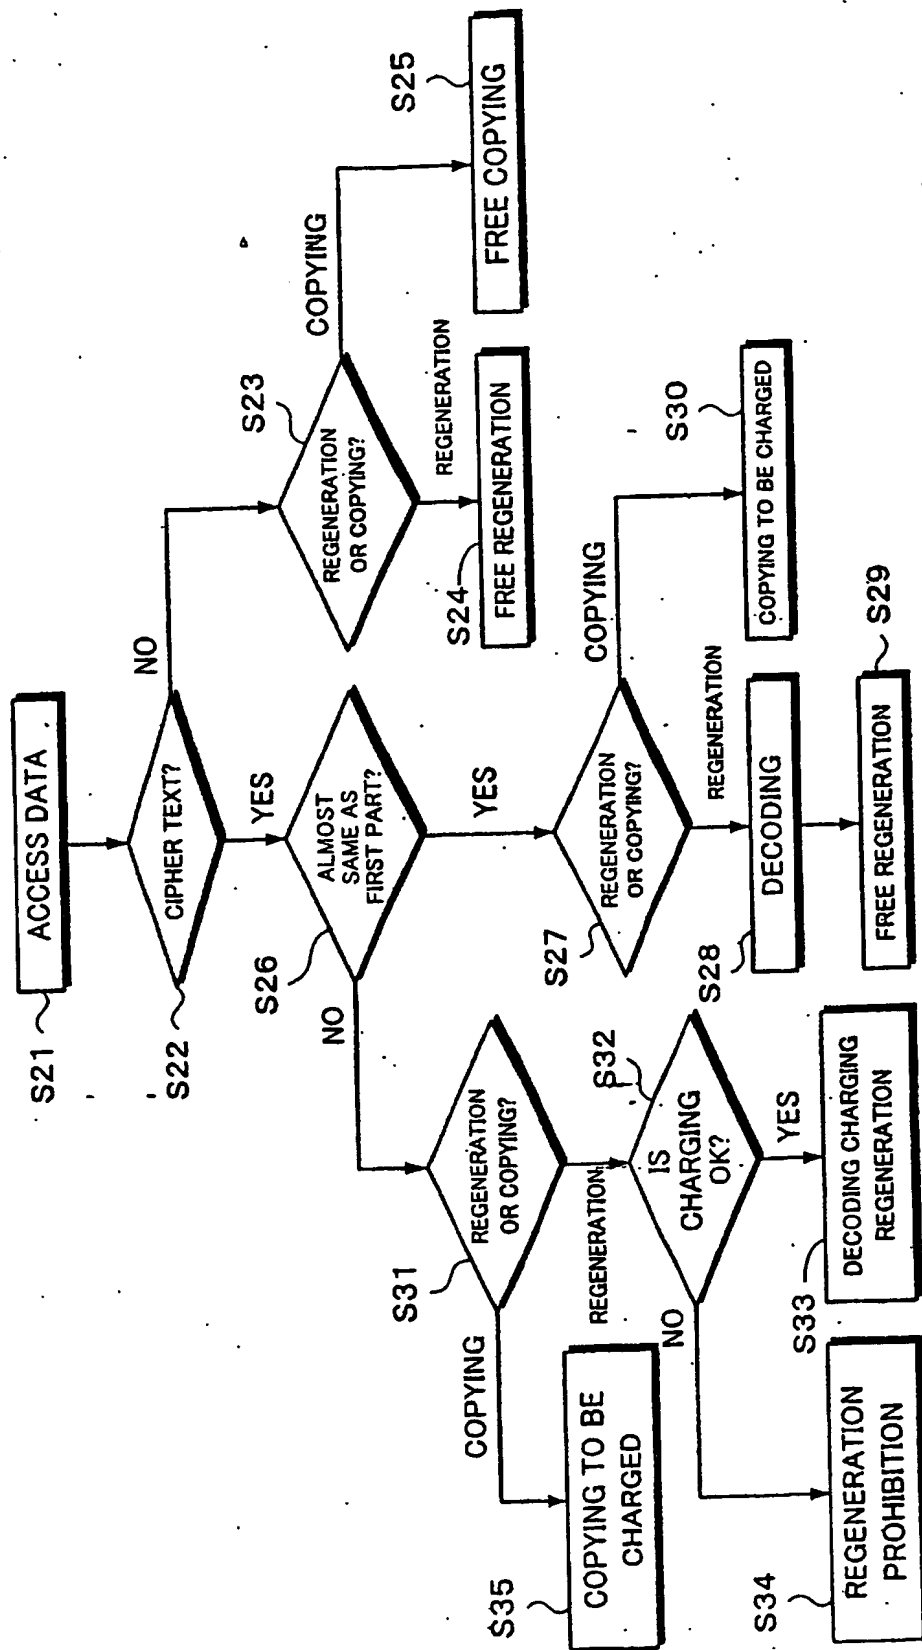 S21
ACCESS DATA
S22
CIPHER TEXT?
NO
YES
S23
REGENERATION
OR COPYING?
COPYING
REGENERATION
S24
FREE REGENERATION
S25
FREE COPYING
S26
ALMOST
SAME AS
FIRST PART?
NO
YES
S27
REGENERATION
OR COPYING?
COPYING
REGENERATION
S28
DECODING
S29
FREE REGENERATION
S30
COPYING TO BE CHARGED
S31
REGENERATION
OR COPYING?
COPYING
REGENERATION
S32
IS
CHARGING
OK?
NO
YES
S33
DECODING CHARGING
REGENERATION
S34
REGENERATION
PROHIBITION
S35
COPYING TO BE
CHARGED